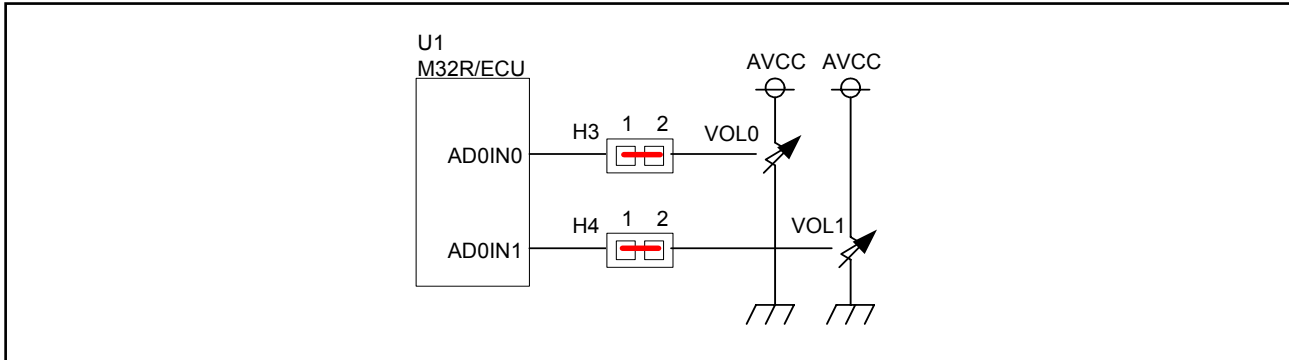 U1
M32R/ECU
AVCC AVCC
H3 1 2 VOL0
AD0IN0
H4 1 2 VOL1
AD0IN1